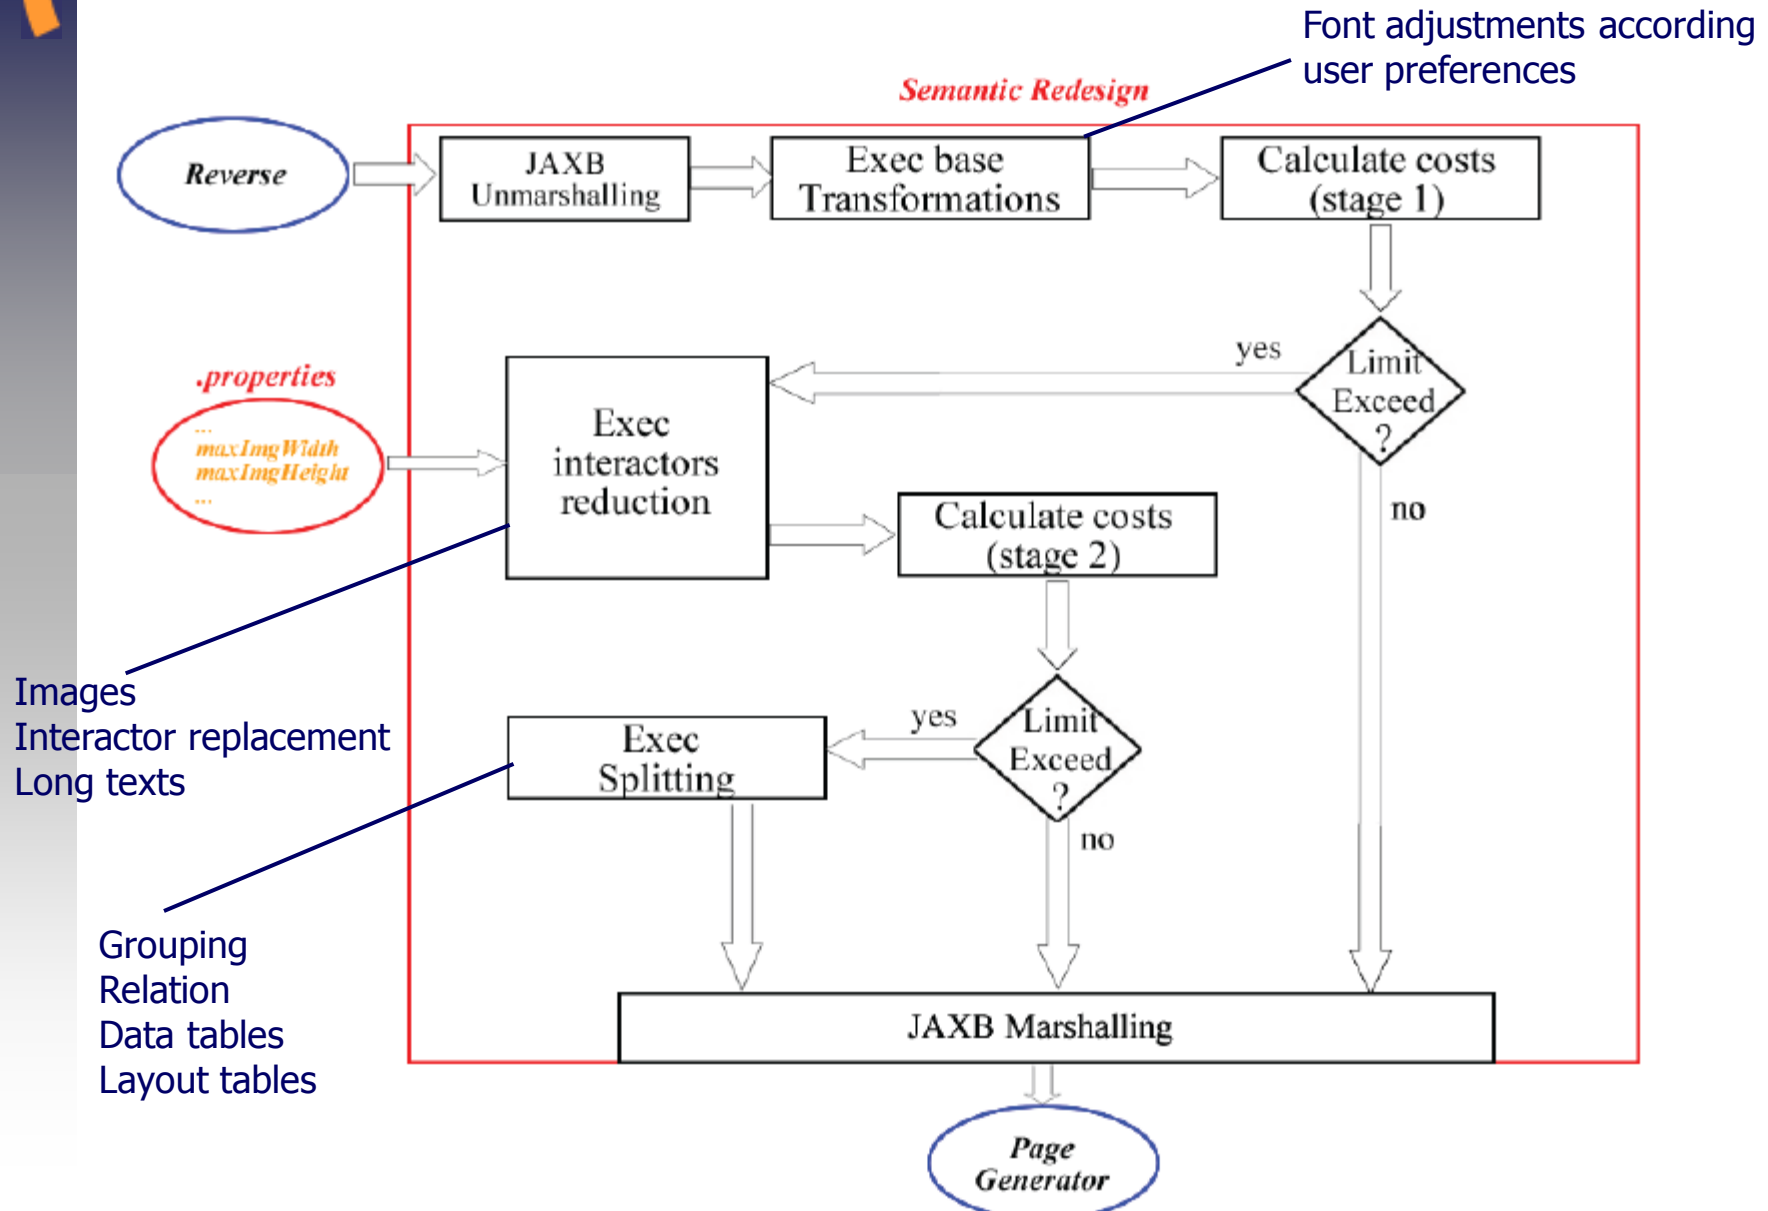 Font adjustments according
user preferences
Semantic Redesign
Reverse
JAXB
Unmarshalling
Exec base
Transformations
Calculate costs
(stage 1)
yes
Limit
Exceed
?
no
.properties
...
maxImgWidth
maxImgHeight
...
Exec
interactors
reduction
Calculate costs
(stage 2)
Images
Interactor replacement
Long texts
yes
Limit
Exceed
?
no
Exec
Splitting
Grouping
Relation
Data tables
Layout tables
JAXB Marshalling
Page
Generator